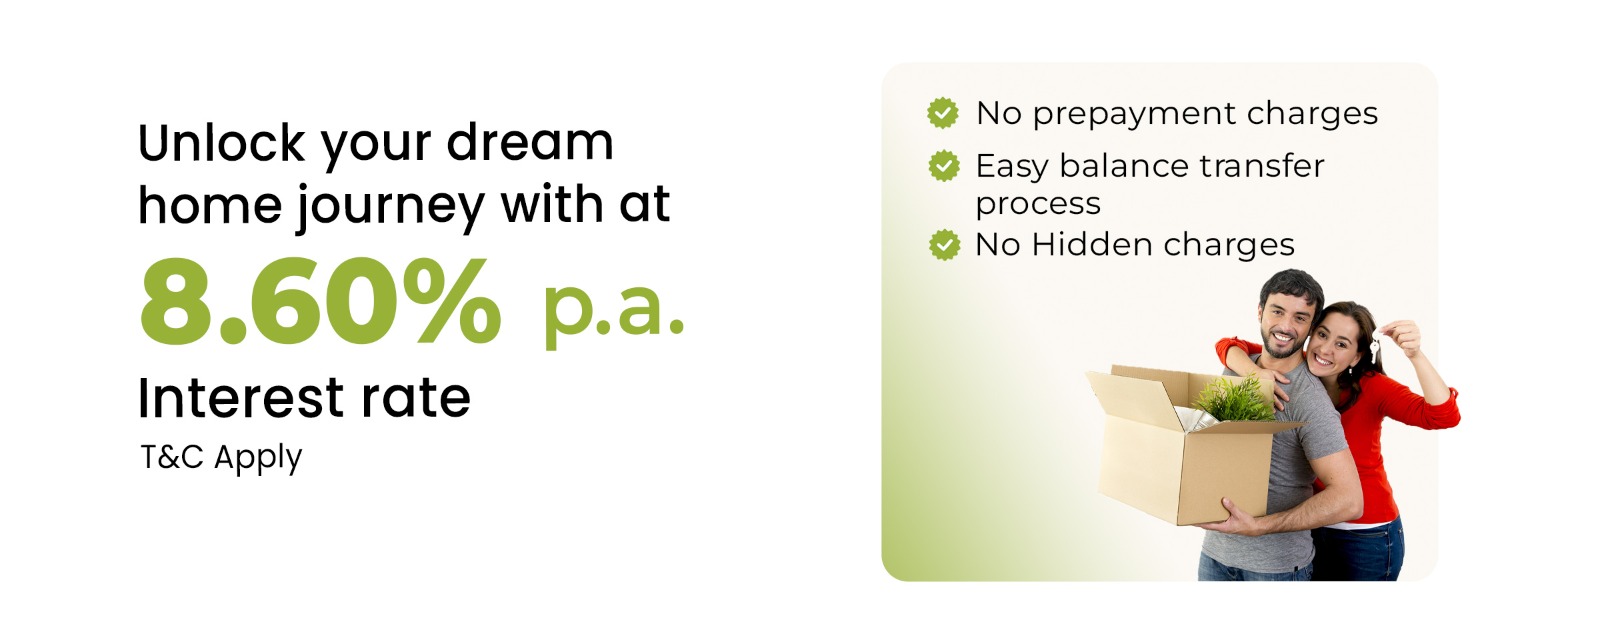 Unlock your dream
home journey with at
8.60% p.a.
Interest rate
T&C Apply
No prepayment charges
Easy balance transfer
process
No Hidden charges